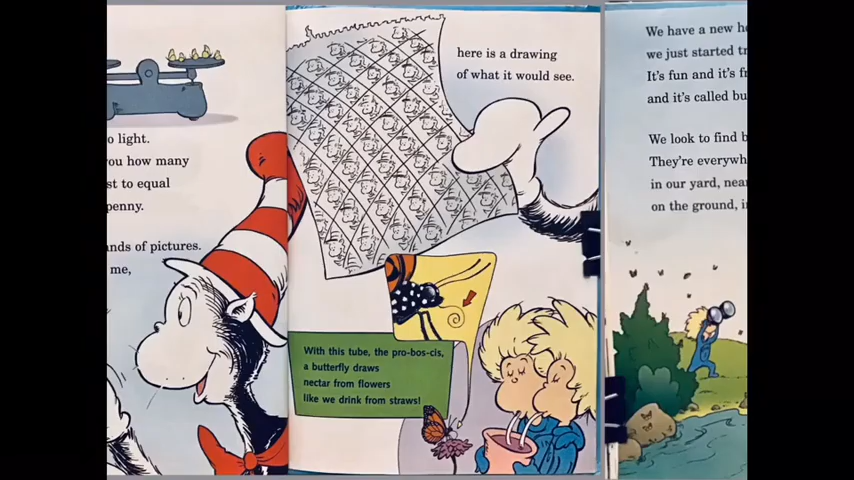 o light.
ou how many
st to equal
penny.
nds of pictures.
me,
here is a drawing
of what it would see.
With this tube, the pro-bos-cis,
a butterfly draws
nectar from flowers
like we drink from straws!
We have a new h
we just started tr
It's fun and it's fr
and it's called bu
We look to find b
They're everywh
in our yard, nea
on the ground, i